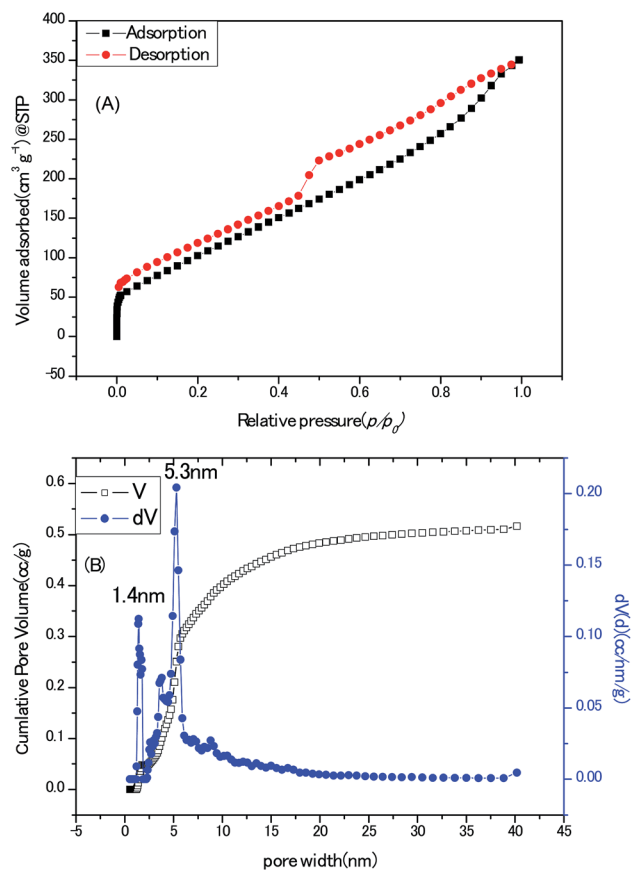 Adsorption
Desorption
(A)
Volume adsorbed(cm³ g⁻¹) @STP
400
350
300
250
200
150
100
50
0
-50
0.0 0.2 0.4 0.6 0.8 1.0
Relative pressure(p/p₀)
5.3nm
V
dV
(B)
1.4nm
Cumlative Pore Volume(cc/g)
0.6
0.5
0.4
0.3
0.2
0.1
0.0
dV(d)(cc/nm/g)
0.20
0.15
0.10
0.05
0.00
-5 0 5 10 15 20 25 30 35 40 45
pore width(nm)